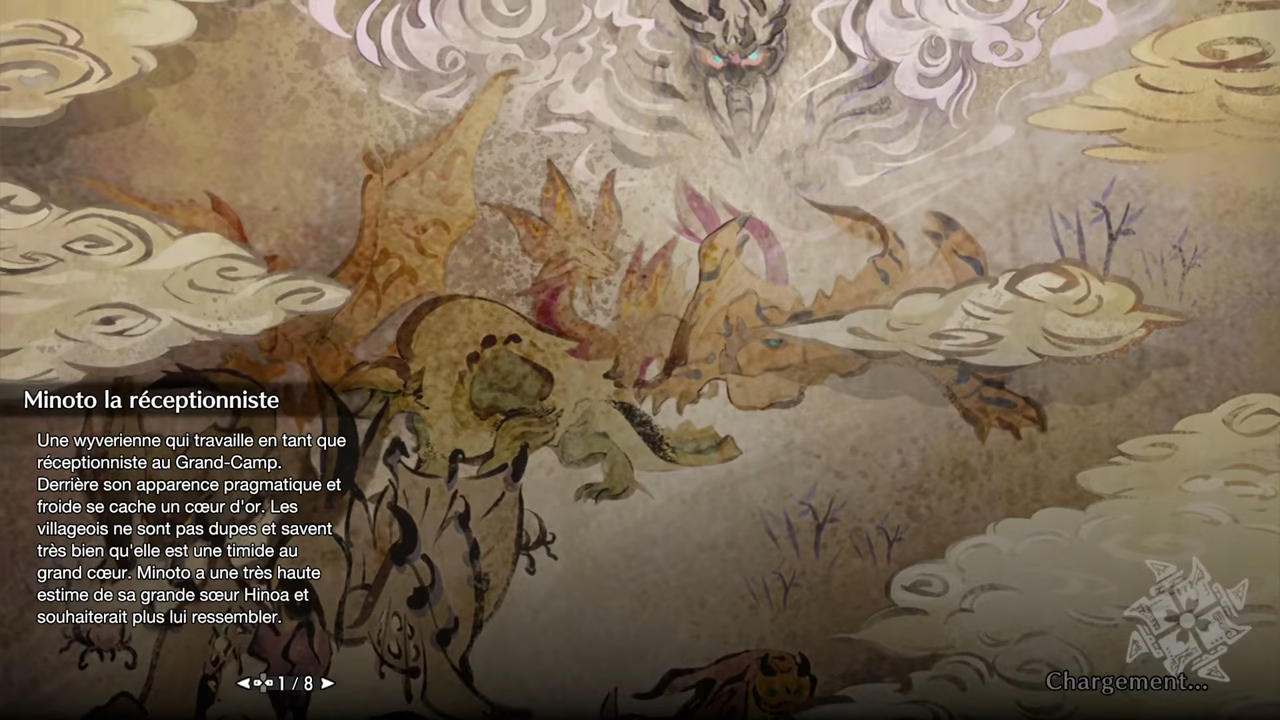 Minoto la réceptionniste
Une wyverienne qui travaille en tant que
réceptionniste au Grand-Camp.
Derrière son apparence pragmatique et
froide se cache un cœur d'or. Les
villageois ne sont pas dupes et savent
très bien qu'elle est une timide au
grand cœur. Minoto a une très haute
estime de sa grande sœur Hinoa et
souhaiterait plus lui ressembler.
1 / 8
Chargement...